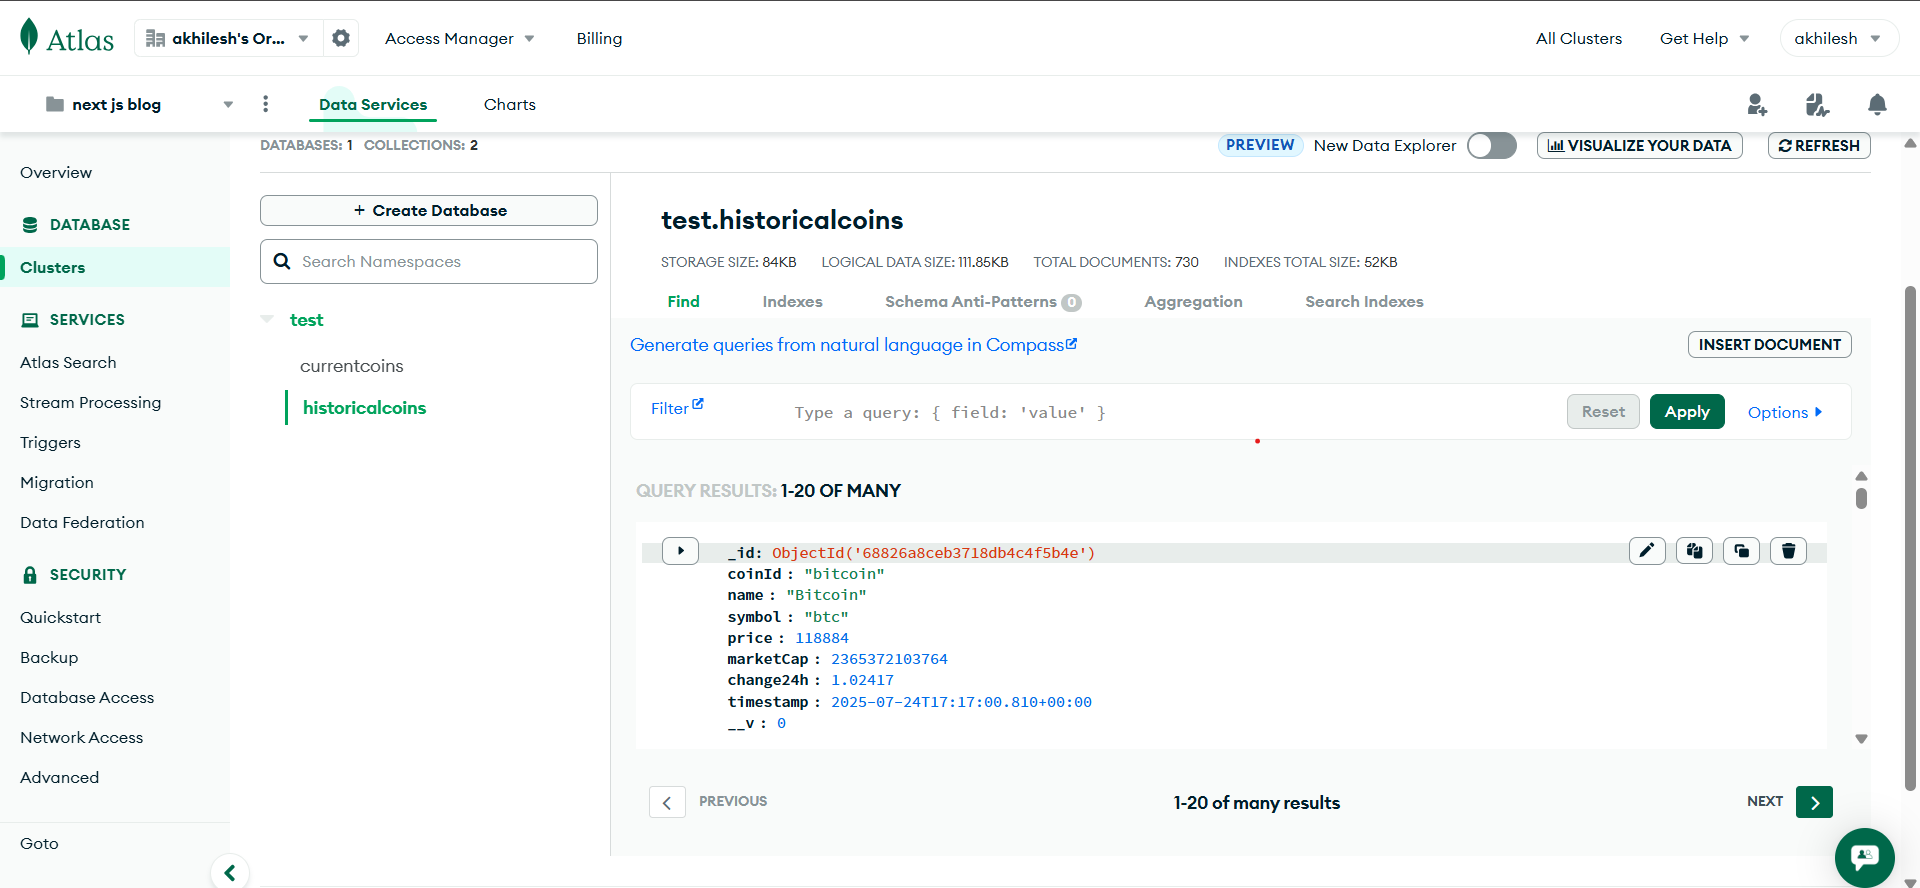 Atlas
akhilesh's Or...
Access Manager
Billing
All Clusters
Get Help
akhilesh
next js blog
Data Services
Charts
DATABASES: 1 COLLECTIONS: 2
PREVIEW
New Data Explorer
VISUALIZE YOUR DATA
REFRESH
Overview
DATABASE
Clusters
SERVICES
Atlas Search
Stream Processing
Triggers
Migration
Data Federation
SECURITY
Quickstart
Backup
Database Access
Network Access
Advanced
Goto
+ Create Database
Search Namespaces
test
currentcoins
historicalcoins
test.historicalcoins
STORAGE SIZE: 84KB LOGICAL DATA SIZE: 111.85KB TOTAL DOCUMENTS: 730 INDEXES TOTAL SIZE: 52KB
Find
Indexes
Schema Anti-Patterns 0
Aggregation
Search Indexes
Generate queries from natural language in Compass
INSERT DOCUMENT
Filter
Type a query: { field: 'value' }
Reset
Apply
Options
QUERY RESULTS: 1-20 OF MANY
_id: ObjectId('68826a8ceb3718db4c4f5b4e')
coinId : "bitcoin"
name : "Bitcoin"
symbol : "btc"
price : 118884
marketCap : 2365372103764
change24h : 1.02417
timestamp : 2025-07-24T17:17:00.810+00:00
__v : 0
PREVIOUS
1-20 of many results
NEXT